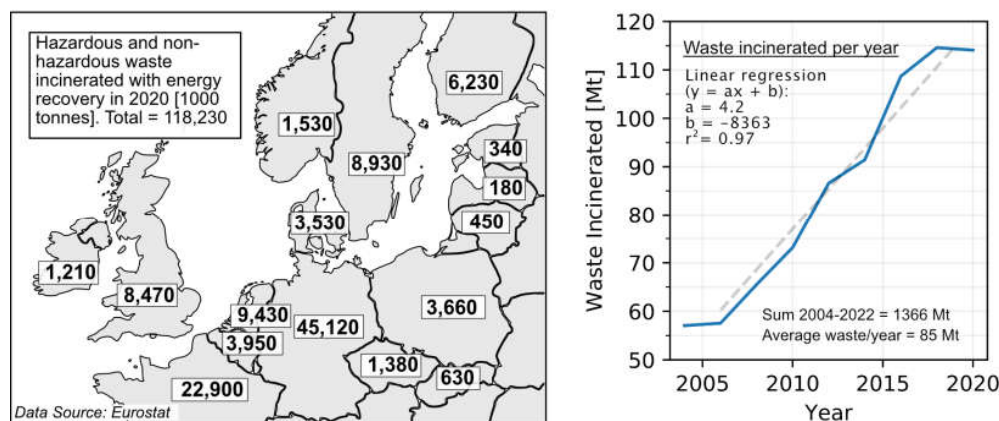 Hazardous and non-
hazardous waste
incinerated with energy
recovery in 2020 [1000
tonnes]. Total = 118,230
6,230
1,530
8,930
340
180
3,530
450
1,210
8,470
9,430
45,120
3,660
3,950
1,380
630
22,900
Data Source: Eurostat
120
110
100
90
80
70
60
50
Waste Incinerated [Mt]
Waste incinerated per year
Linear regression
(y = ax + b):
a = 4.2
b = -8363
r² = 0.97
Sum 2004-2022 = 1366 Mt
Average waste/year = 85 Mt
2005 2010 2015 2020
Year